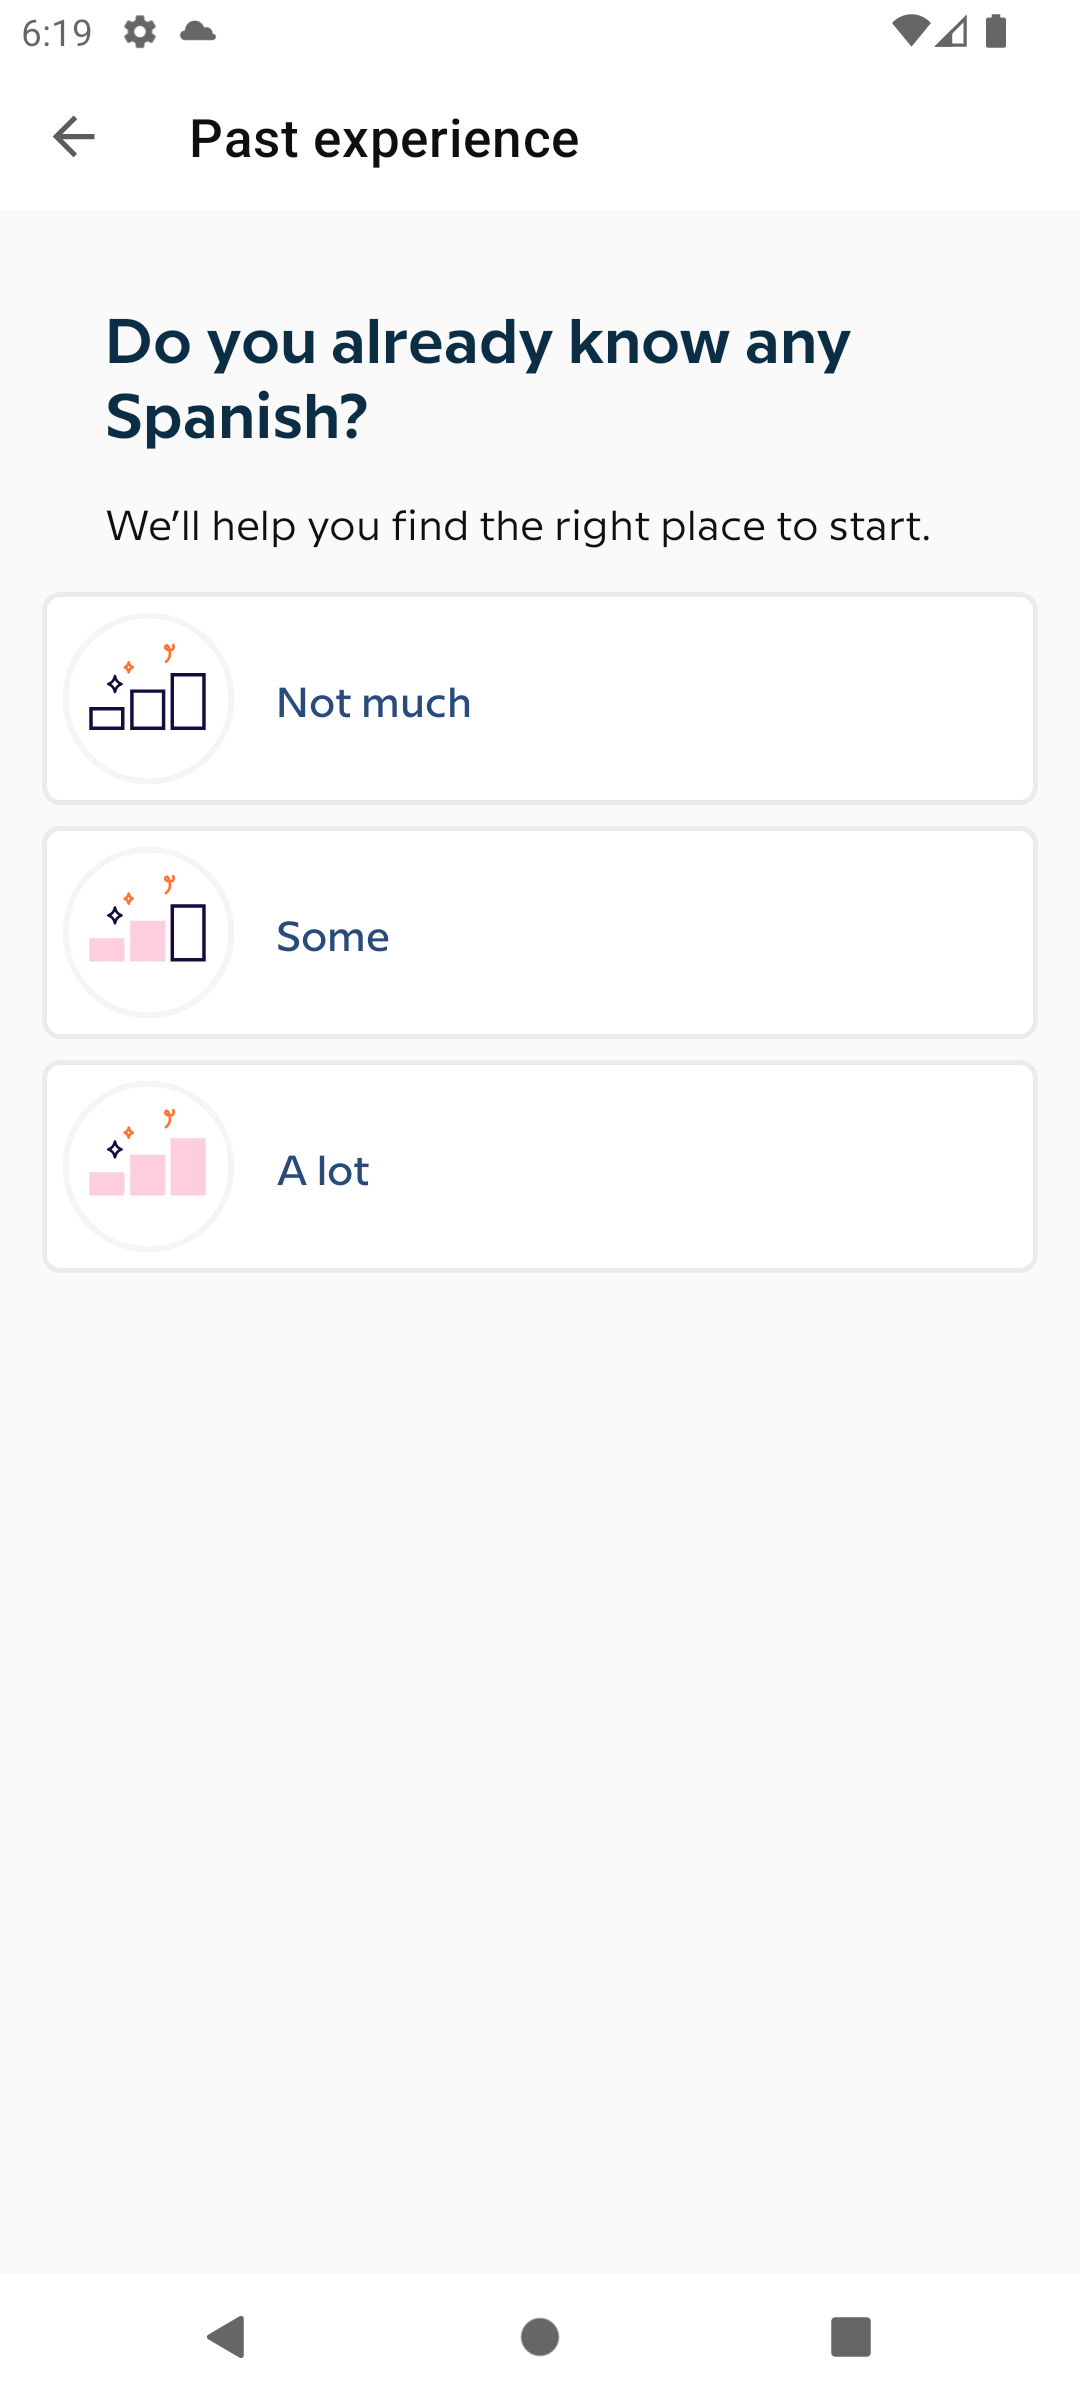 6:19
Past experience
Do you already know any
Spanish?
We’ll help you find the right place to start.
Not much
Some
A lot